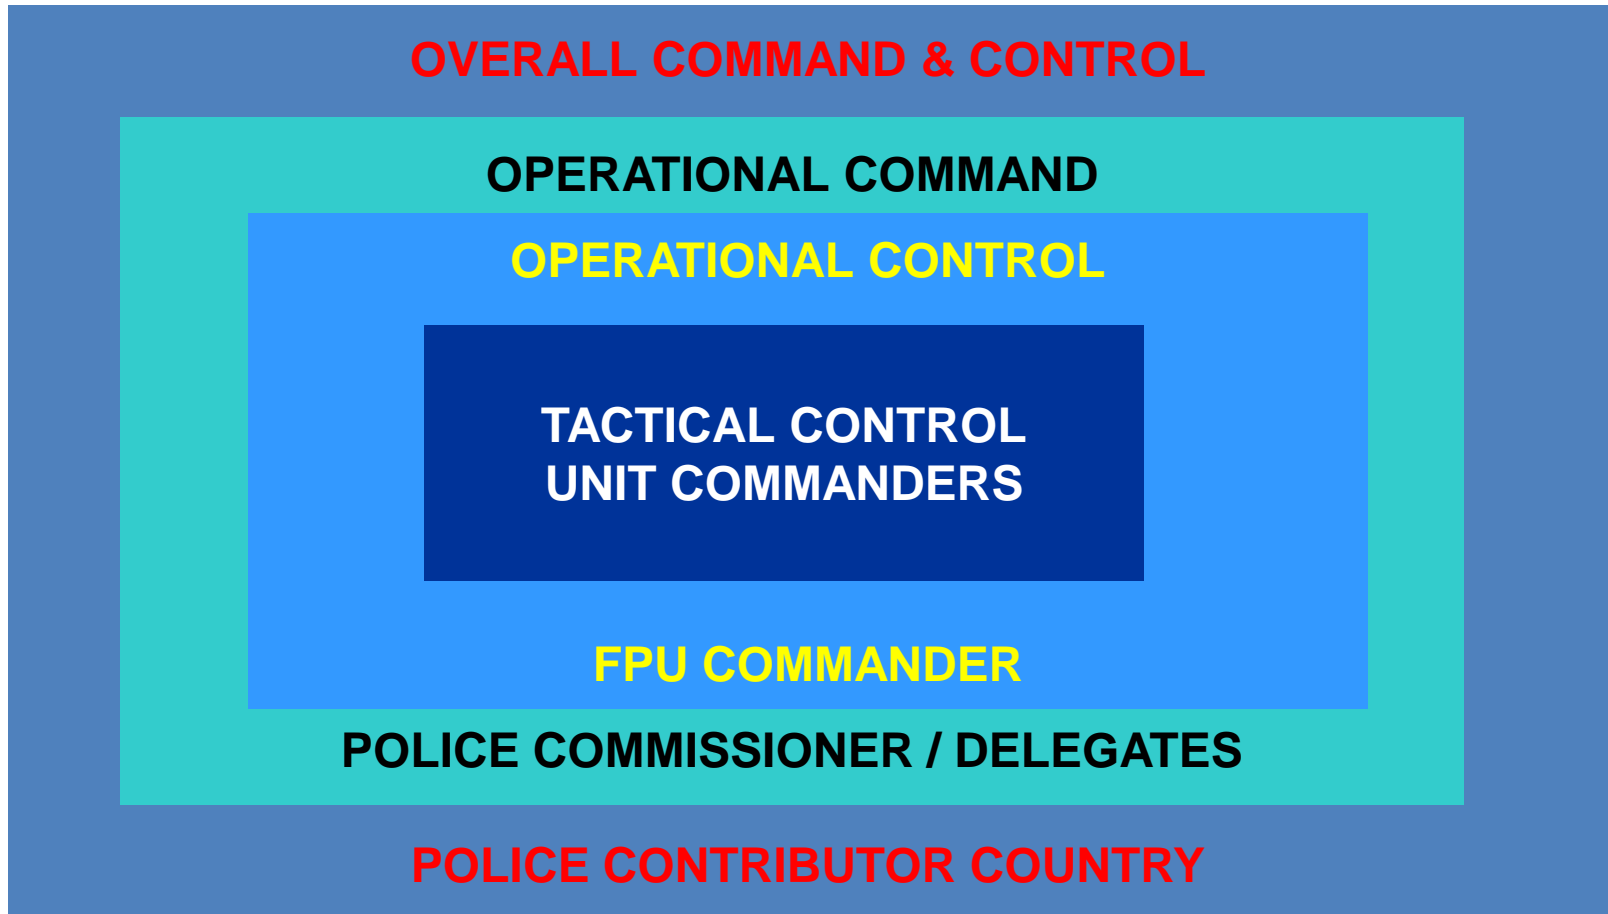 OVERALL COMMAND & CONTROL
OPERATIONAL COMMAND
OPERATIONAL CONTROL
TACTICAL CONTROL
UNIT COMMANDERS
FPU COMMANDER
POLICE COMMISSIONER / DELEGATES
POLICE CONTRIBUTOR COUNTRY